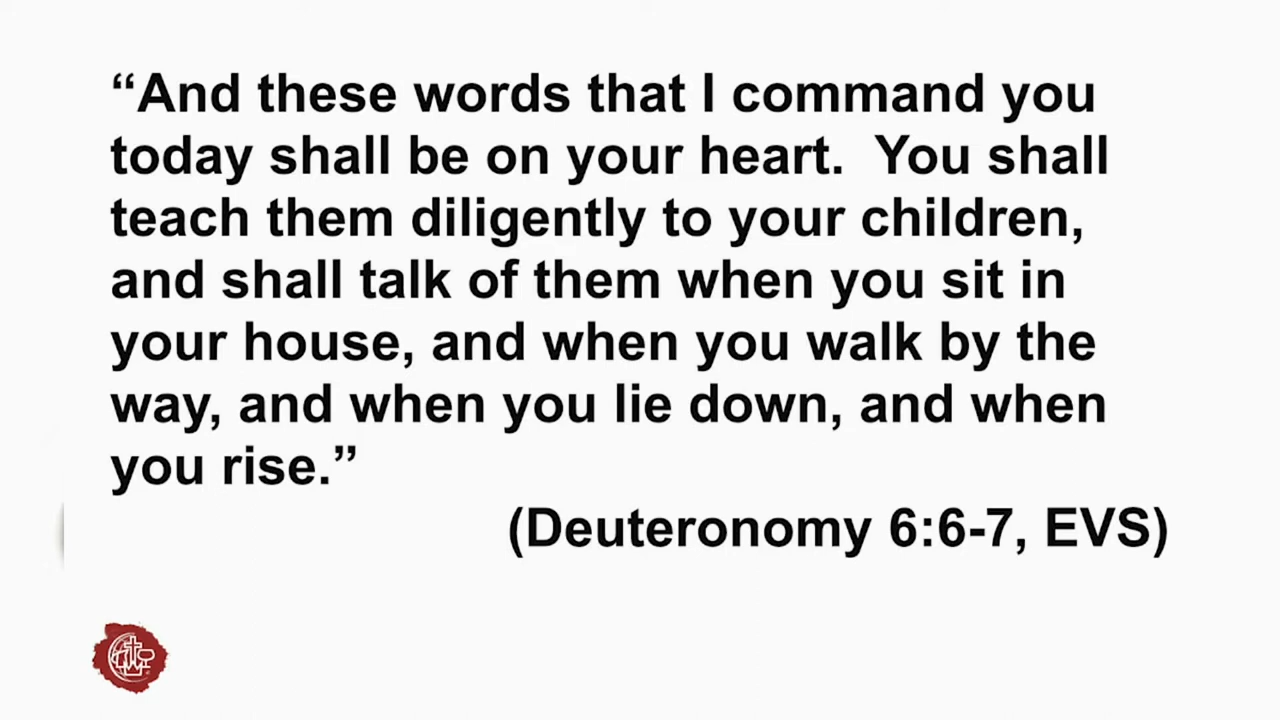 “And these words that I command you
today shall be on your heart.  You shall
teach them diligently to your children,
and shall talk of them when you sit in
your house, and when you walk by the
way, and when you lie down, and when
you rise.”
(Deuteronomy 6:6-7, EVS)